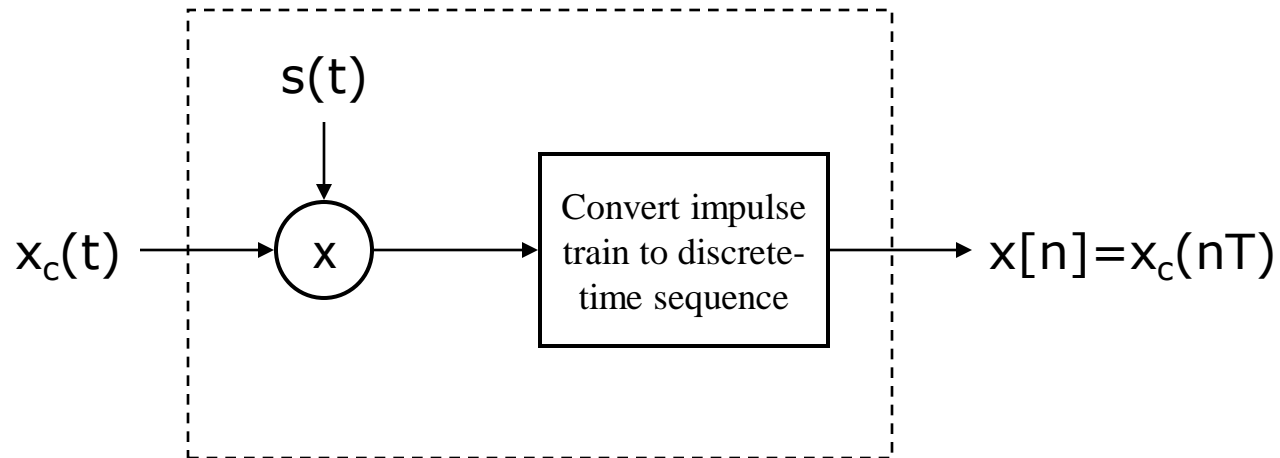 s(t)
x_c(t)
x
Convert impulse
train to discrete-
time sequence
x[n]=x_c(nT)